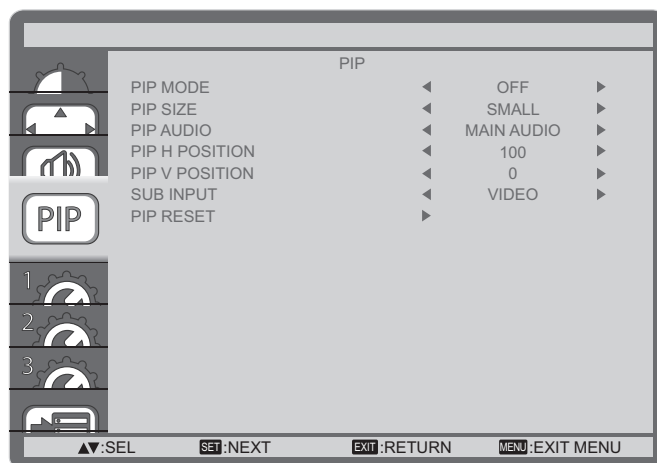 PIP
PIP MODE ◀ OFF ▶
PIP SIZE ◀ SMALL ▶
PIP AUDIO ◀ MAIN AUDIO ▶
PIP H POSITION ◀ 100 ▶
PIP V POSITION ◀ 0 ▶
SUB INPUT ◀ VIDEO ▶
PIP RESET ▶
PIP
1
2
3
▲▼:SEL SET:NEXT EXIT:RETURN MENU:EXIT MENU